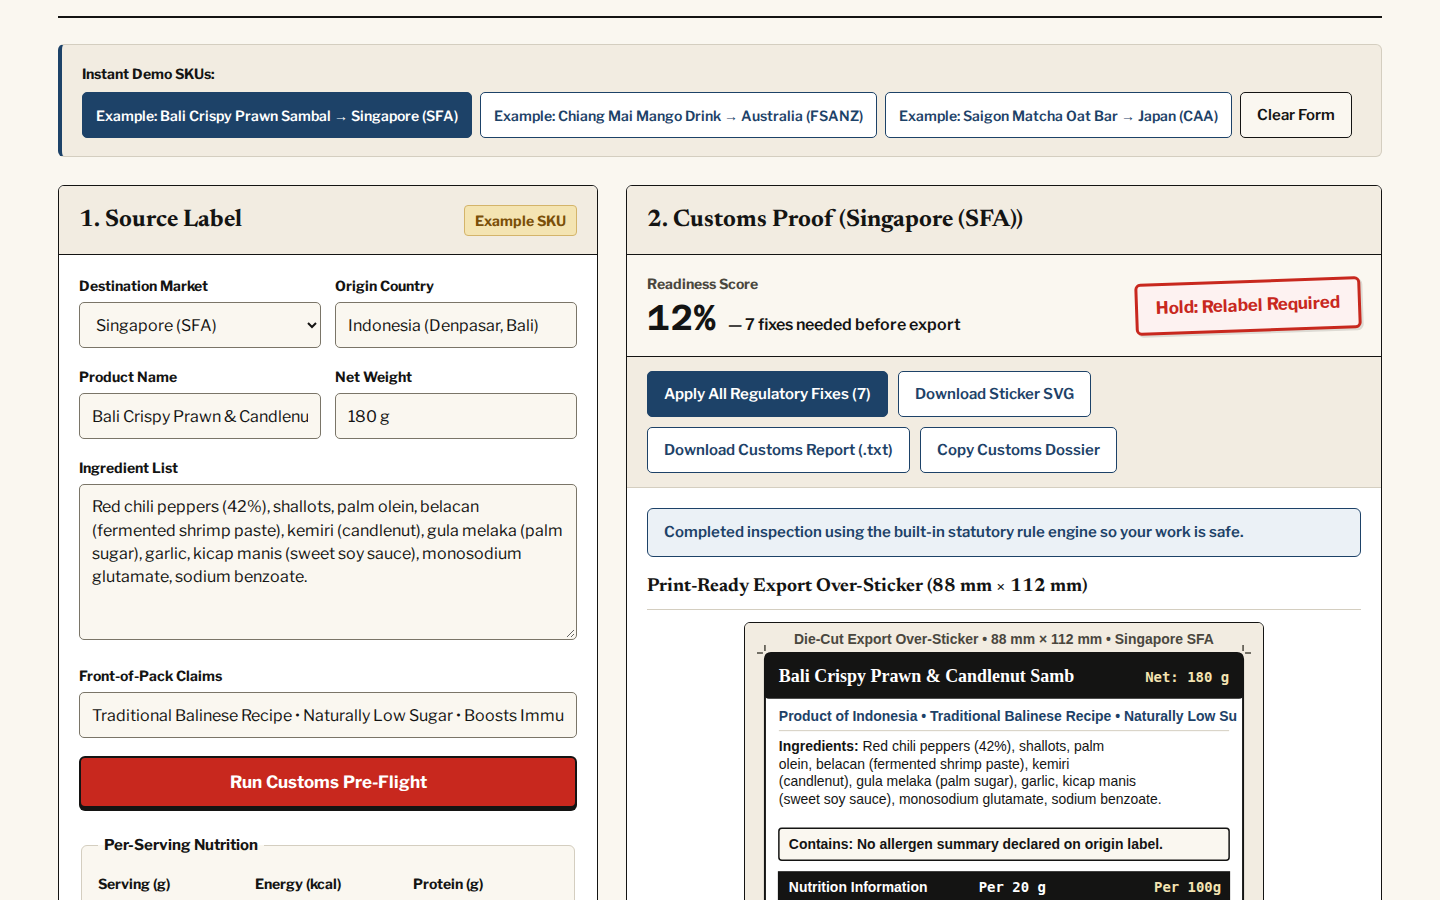 Instant Demo SKUs:
Example: Bali Crispy Prawn Sambal → Singapore (SFA)
Example: Chiang Mai Mango Drink → Australia (FSANZ)
Example: Saigon Matcha Oat Bar → Japan (CAA)
Clear Form
1. Source Label
Example SKU
Destination Market
Origin Country
Singapore (SFA)
Indonesia (Denpasar, Bali)
Product Name
Net Weight
Bali Crispy Prawn & Candlenu
180 g
Ingredient List
Red chili peppers (42%), shallots, palm olein, belacan
(fermented shrimp paste), kemiri (candlenut), gula melaka (palm
sugar), garlic, kicap manis (sweet soy sauce), monosodium
glutamate, sodium benzoate.
Front-of-Pack Claims
Traditional Balinese Recipe • Naturally Low Sugar • Boosts Immu
Run Customs Pre-Flight
Per-Serving Nutrition
Serving (g)
Energy (kcal)
Protein (g)
2. Customs Proof (Singapore (SFA))
Readiness Score
12% — 7 fixes needed before export
Hold: Relabel Required
Apply All Regulatory Fixes (7)
Download Sticker SVG
Download Customs Report (.txt)
Copy Customs Dossier
Completed inspection using the built-in statutory rule engine so your work is safe.
Print-Ready Export Over-Sticker (88 mm × 112 mm)
Die-Cut Export Over-Sticker • 88 mm × 112 mm • Singapore SFA
Bali Crispy Prawn & Candlenut Samb
Net: 180 g
Product of Indonesia • Traditional Balinese Recipe • Naturally Low Su
Ingredients: Red chili peppers (42%), shallots, palm
olein, belacan (fermented shrimp paste), kemiri
(candlenut), gula melaka (palm sugar), garlic, kicap manis
(sweet soy sauce), monosodium glutamate, sodium benzoate.
Contains: No allergen summary declared on origin label.
Nutrition Information
Per 20 g
Per 100g